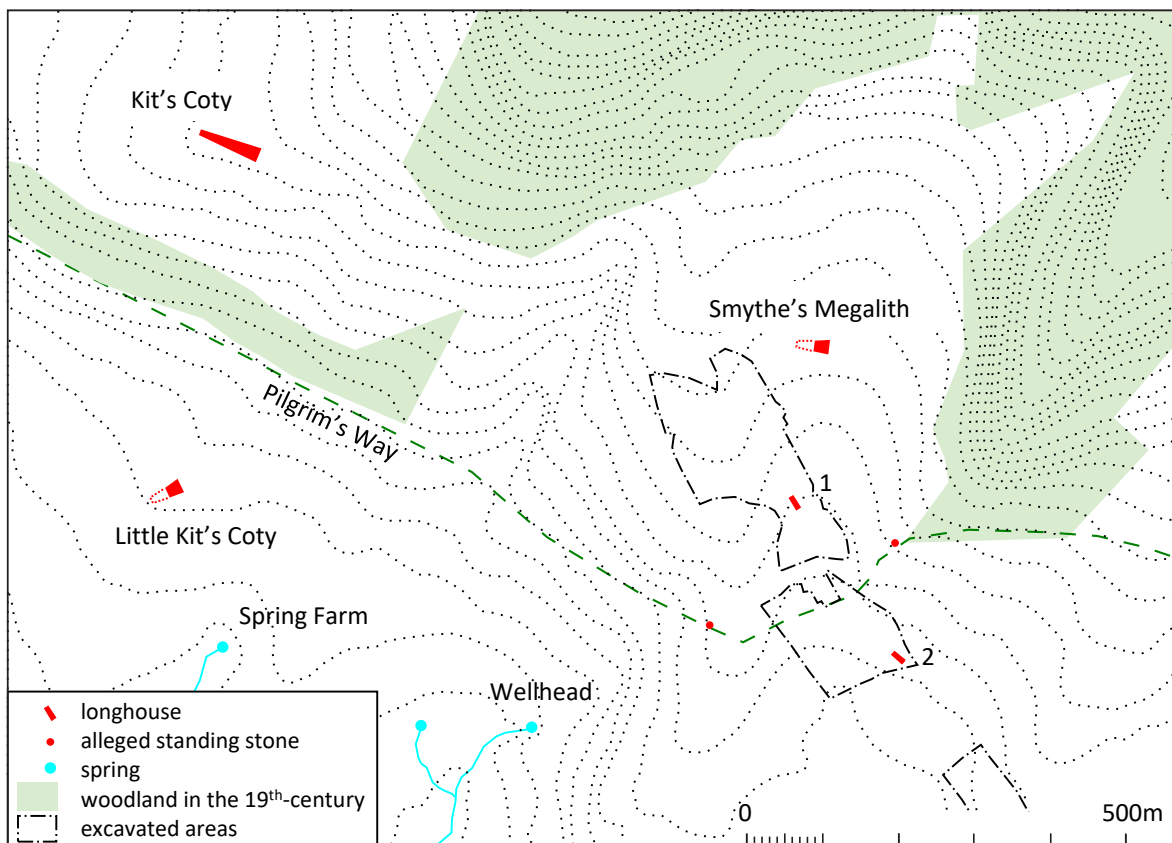 Kit's Coty
Smythe's Megalith
Pilgrim's Way
1
Little Kit's Coty
Spring Farm
2
Wellhead
longhouse
alleged standing stone
spring
woodland in the 19th-century
excavated areas
0 500m